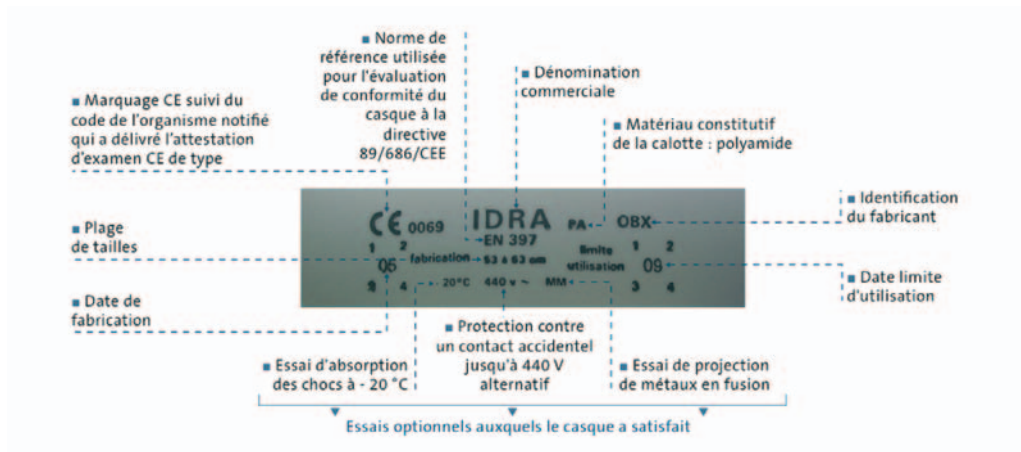 ■ Norme de
référence utilisée
pour l'évaluation
de conformité du
casque à la
directive
89/686/CEE
■ Dénomination
commerciale
■ Marquage CE suivi du
code de l'organisme notifié
qui a délivré l'attestation
d'examen CE de type
■ Matériau constitutif
de la calotte : polyamide
■ Identification
du fabricant
■ Plage
de tailles
CE 0069 IDRA PA OBX
EN 397
1 2 fabrication 53 à 63 cm limite 1 2
05 utilisation 09
3 4 - 20°C 440 v ~ MM 3 4
■ Date limite
d'utilisation
■ Date de
fabrication
■ Essai d'absorption
des chocs à - 20 °C
■ Protection contre
un contact accidentel
jusqu'à 440 V
alternatif
■ Essai de projection
de métaux en fusion
Essais optionnels auxquels le casque a satisfait